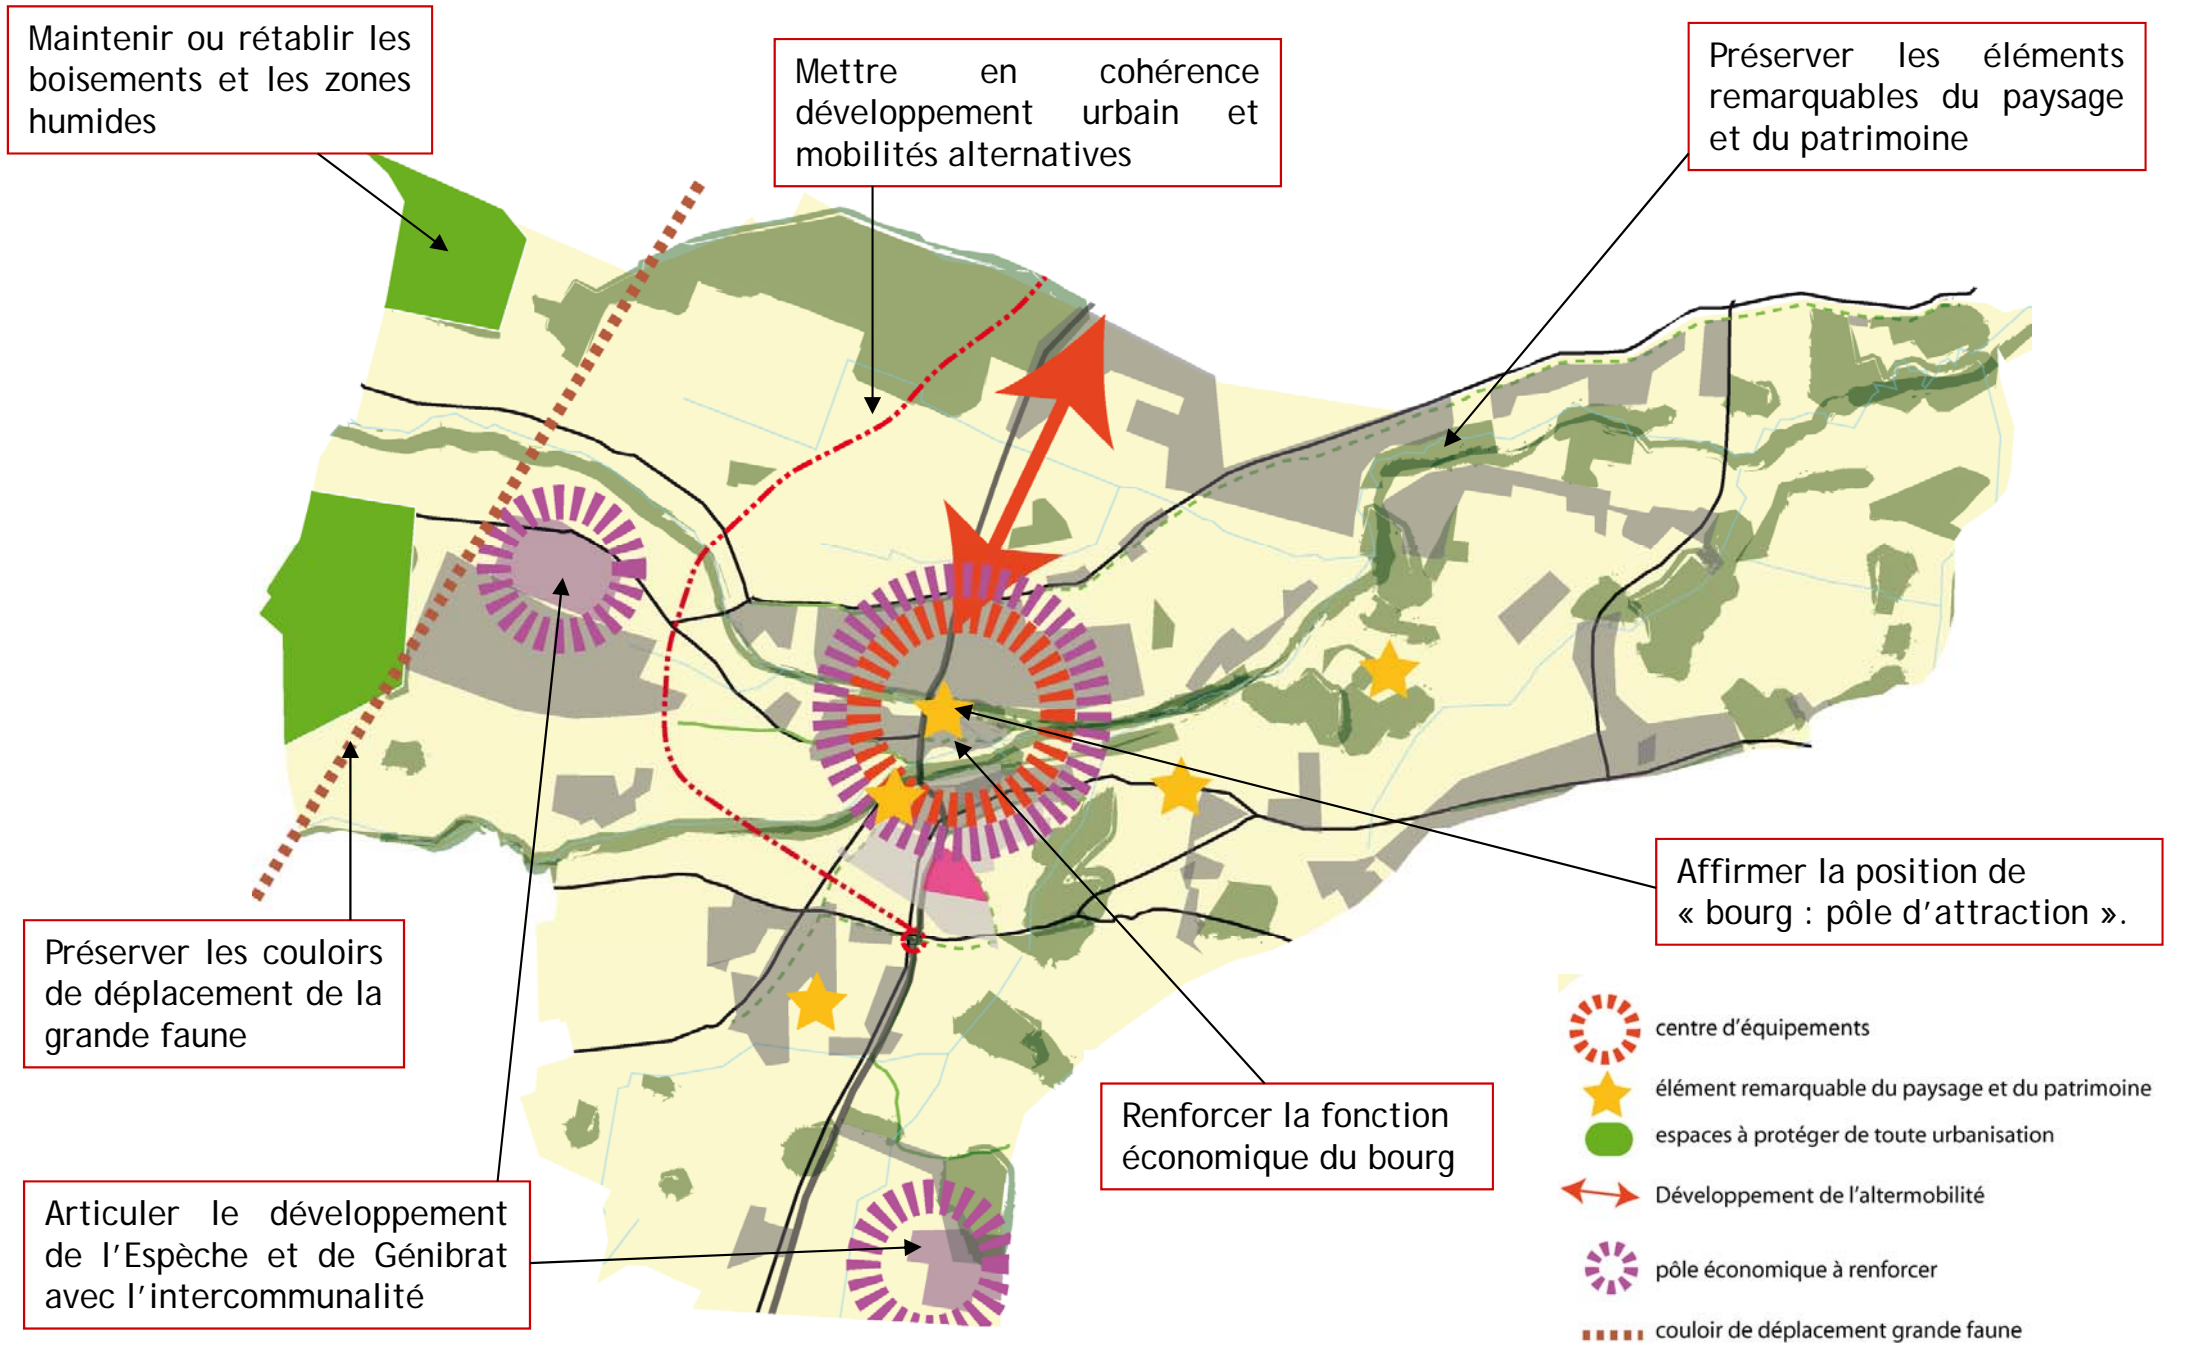 Maintenir ou rétablir les
boisements et les zones
humides
Mettre en cohérence
développement urbain et
mobilités alternatives
Préserver les éléments
remarquables du paysage
et du patrimoine
Préserver les couloirs
de déplacement de la
grande faune
Articuler le développement
de l'Espèche et de Génibrat
avec l'intercommunalité
Renforcer la fonction
économique du bourg
Affirmer la position de
« bourg : pôle d'attraction ».
centre d'équipements
élément remarquable du paysage et du patrimoine
espaces à protéger de toute urbanisation
Développement de l'altermobilité
pôle économique à renforcer
couloir de déplacement grande faune